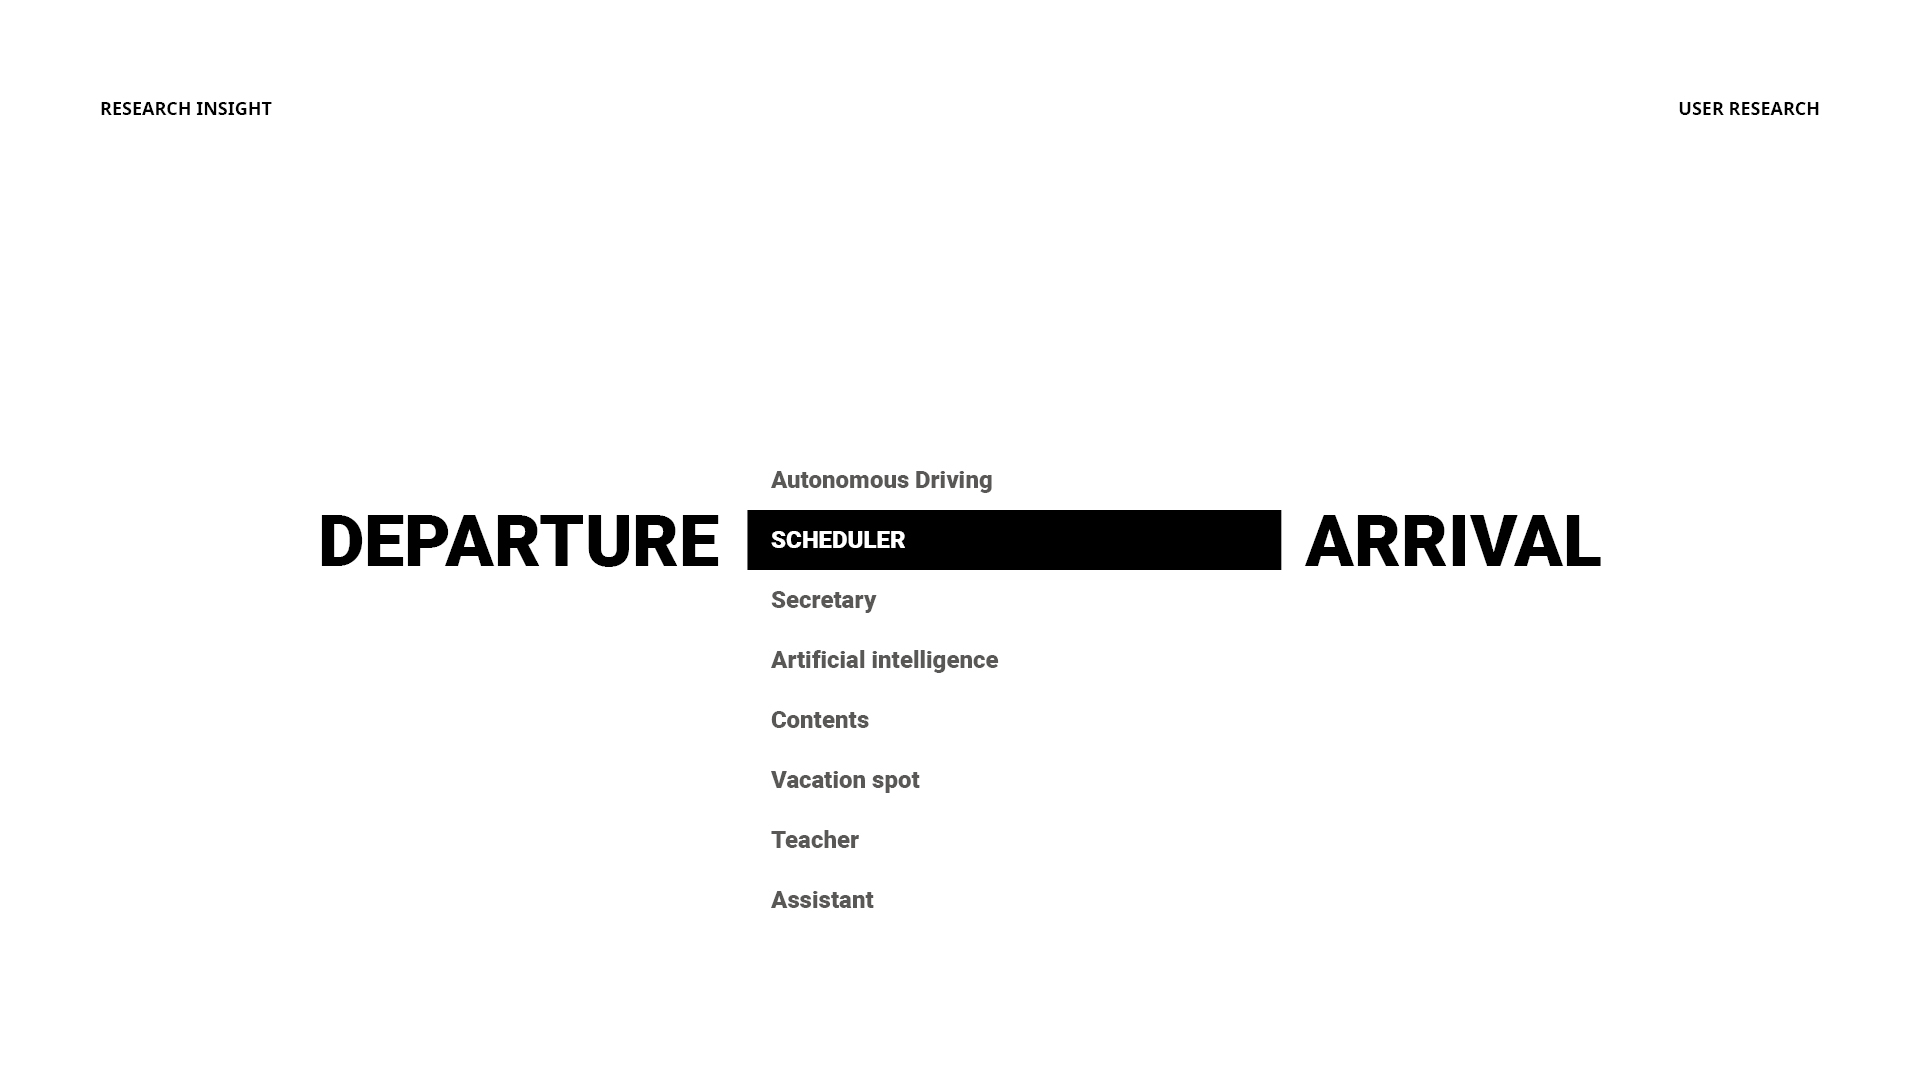 RESEARCH INSIGHT
USER RESEARCH
Autonomous Driving
DEPARTURE SCHEDULER ARRIVAL
Secretary
Artificial intelligence
Contents
Vacation spot
Teacher
Assistant